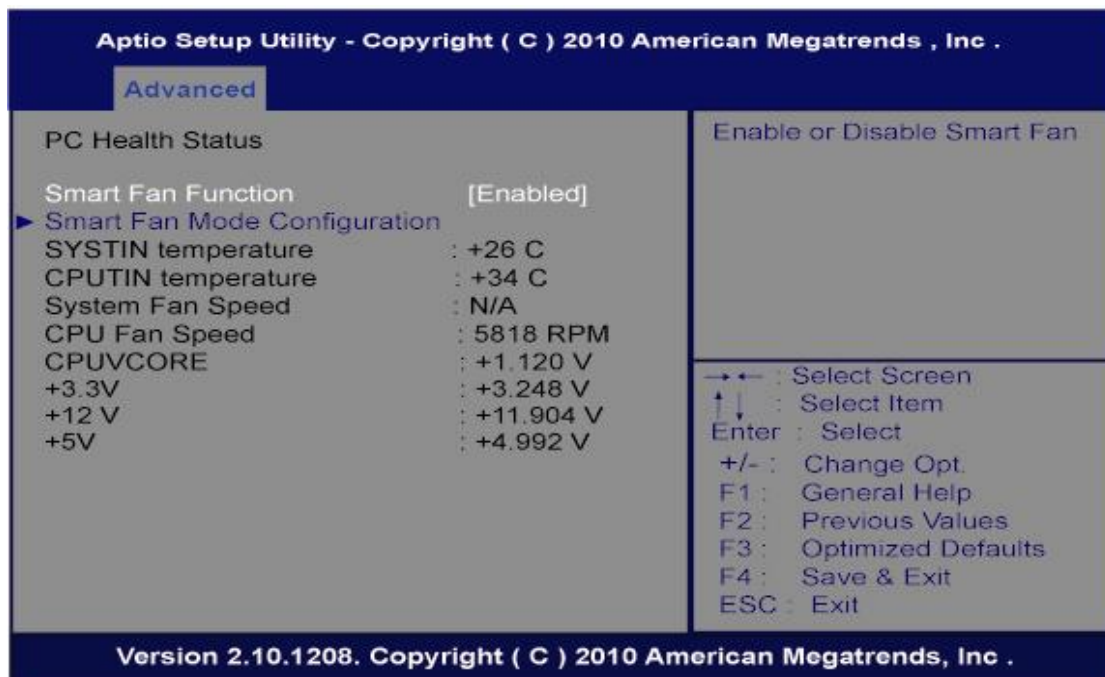 Aptio Setup Utility - Copyright ( C ) 2010 American Megatrends , Inc .
Advanced
PC Health Status
Smart Fan Function [Enabled]
► Smart Fan Mode Configuration
SYSTIN temperature : +26 C
CPUTIN temperature : +34 C
System Fan Speed : N/A
CPU Fan Speed : 5818 RPM
CPUVCORE : +1.120 V
+3.3V : +3.248 V
+12 V : +11.904 V
+5V : +4.992 V
Enable or Disable Smart Fan
→← : Select Screen
↑↓ : Select Item
Enter : Select
+/- : Change Opt.
F1 : General Help
F2 : Previous Values
F3 : Optimized Defaults
F4 : Save & Exit
ESC : Exit
Version 2.10.1208. Copyright ( C ) 2010 American Megatrends, Inc .